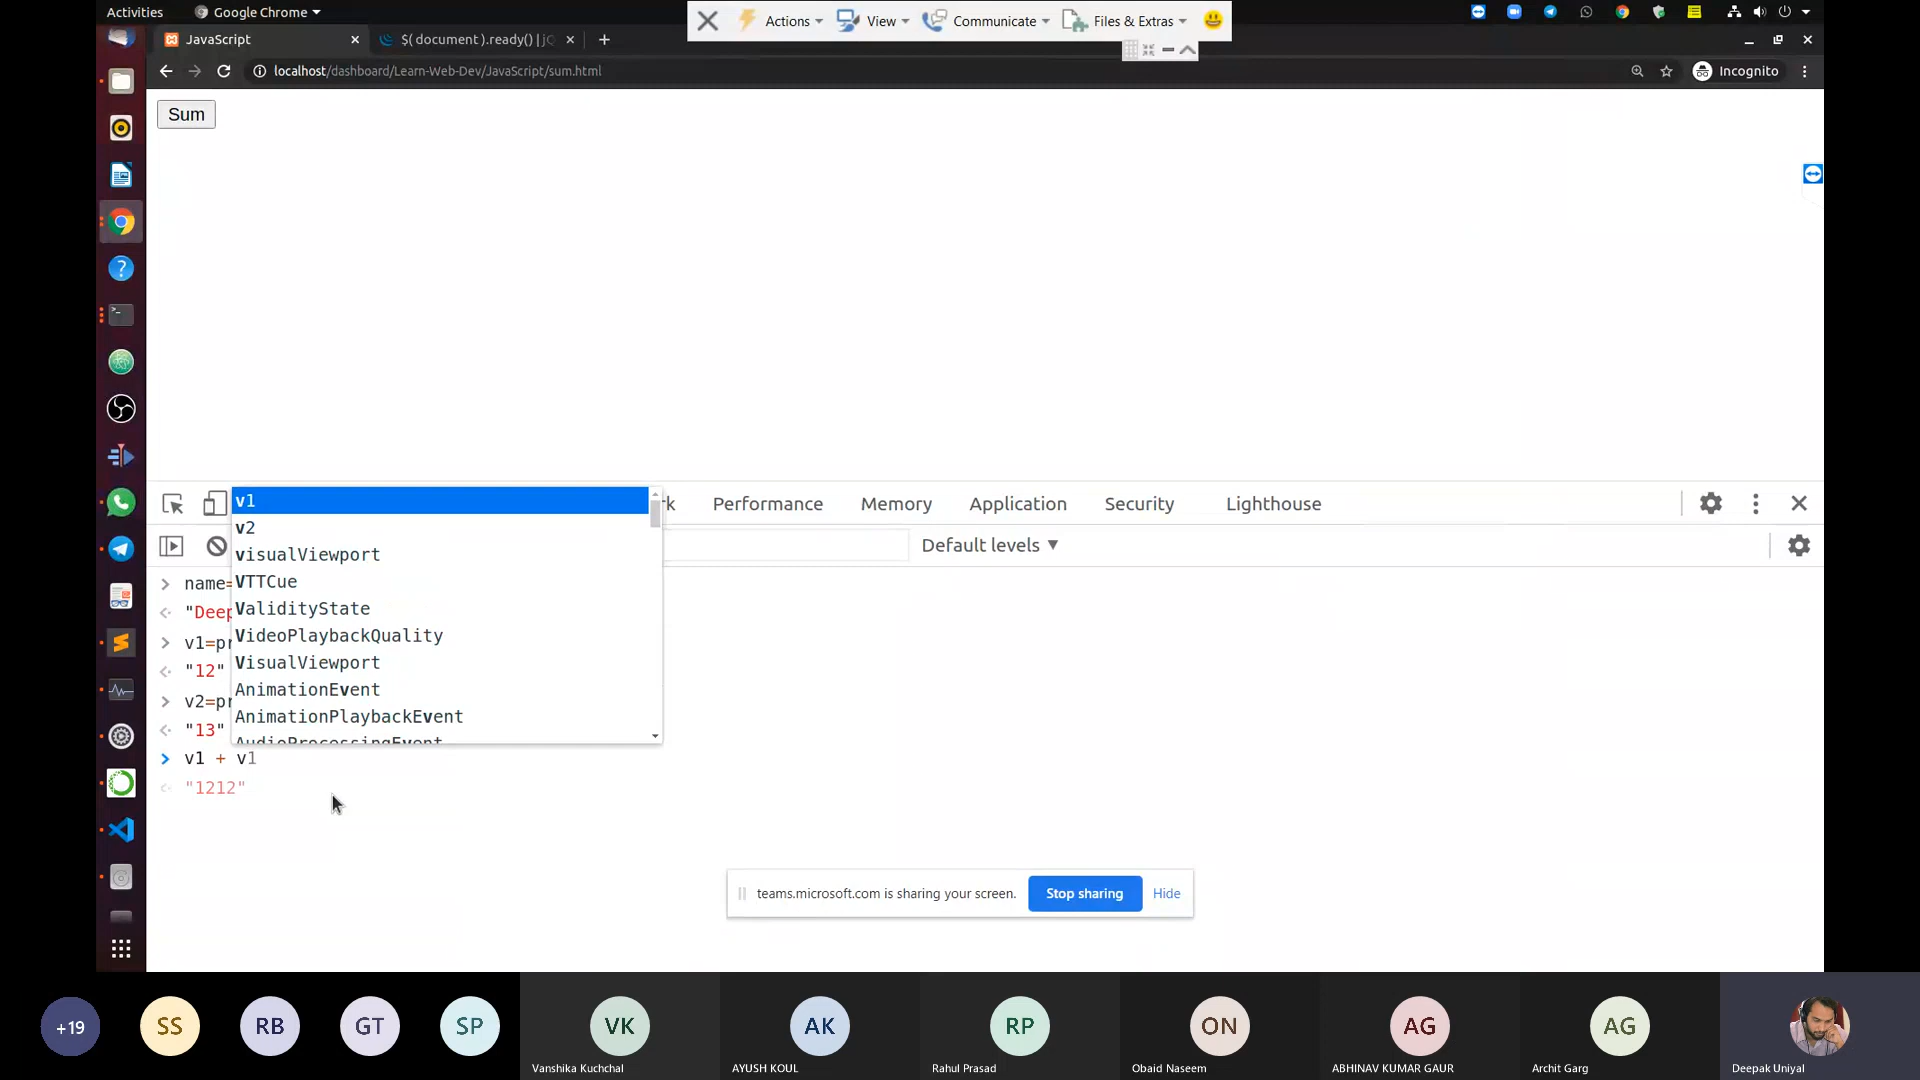 Activities
Google Chrome
Actions
View
Communicate
Files & Extras
JavaScript
$( document ).ready() | jQ
localhost/dashboard/Learn-Web-Dev/JavaScript/sum.html
Incognito
Sum
k
Performance
Memory
Application
Security
Lighthouse
Default levels
v1
v2
visualViewport
VTTCue
ValidityState
VideoPlaybackQuality
VisualViewport
AnimationEvent
AnimationPlaybackEvent
AudioProcessingEvent
> name=
"Deep
> v1=pr
"12"
> v2=pr
"13"
> v1 + v1
"1212"
teams.microsoft.com is sharing your screen.
Stop sharing
Hide
+19
SS
RB
GT
SP
VK
AK
RP
ON
AG
AG
Vanshika Kuchchal
AYUSH KOUL
Rahul Prasad
Obaid Naseem
ABHINAV KUMAR GAUR
Archit Garg
Deepak Uniyal